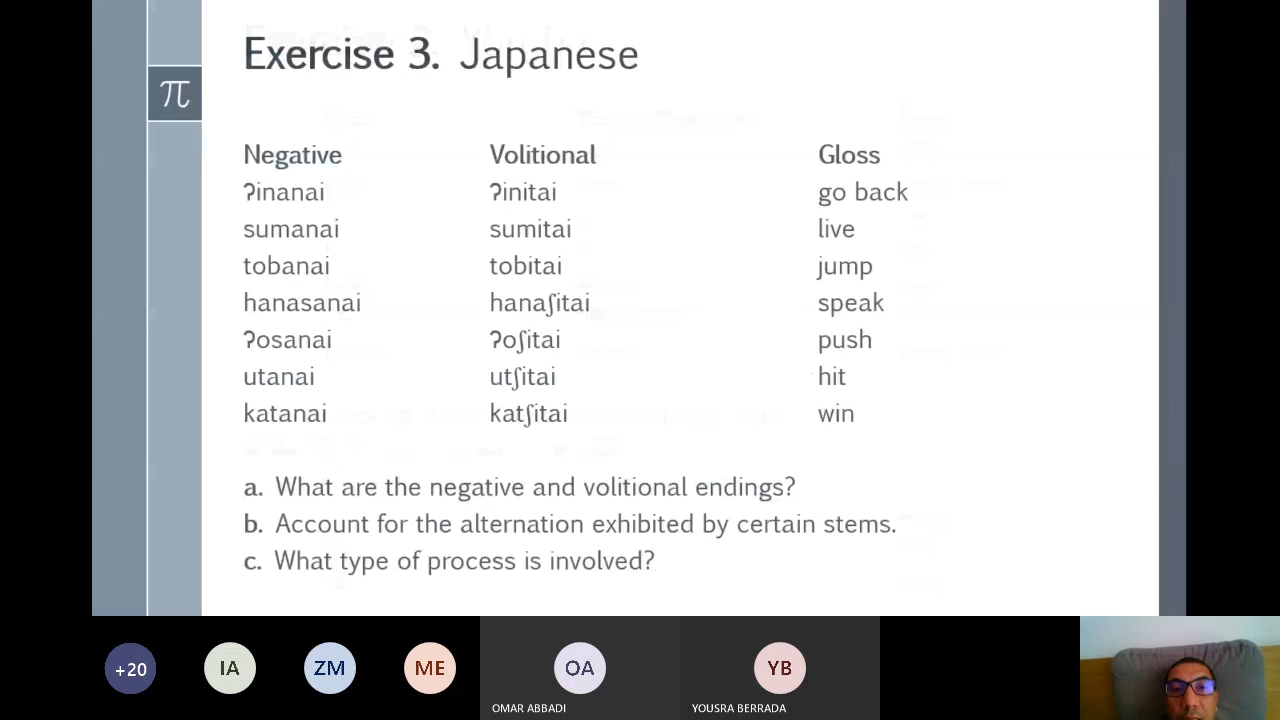 π
Exercise 3. Japanese
Negative Volitional Gloss
ʔinanai ʔinitai go back
sumanai sumitai live
tobanai tobitai jump
hanasanai hanaʃitai speak
ʔosanai ʔoʃitai push
utanai utʃitai hit
katanai katʃitai win
a. What are the negative and volitional endings?
b. Account for the alternation exhibited by certain stems.
c. What type of process is involved?
+20 IA ZM ME OA YB
OMAR ABBADI YOUSRA BERRADA